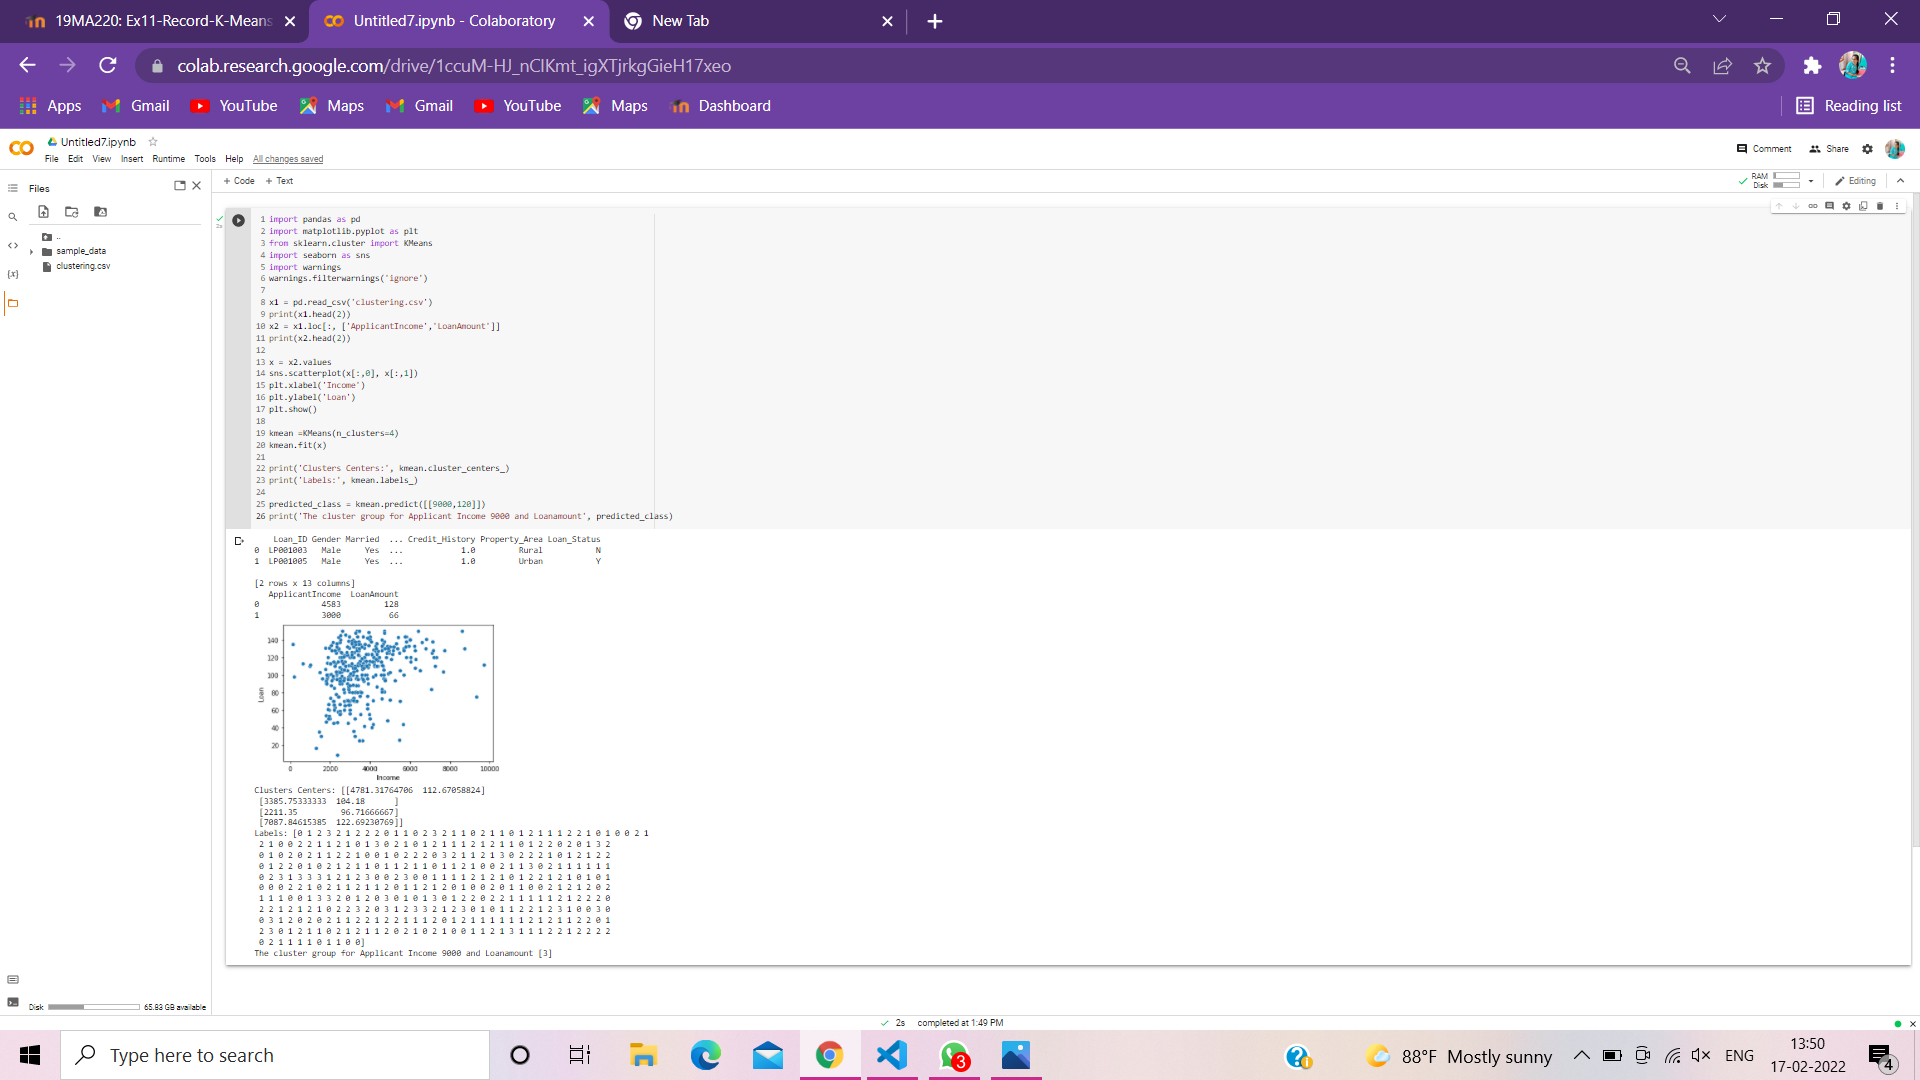 19MA220: Ex11-Record-K-Means
Untitled7.ipynb - Colaboratory
New Tab
colab.research.google.com/drive/1ccuM-HJ_nClKmt_igXTjrkgGieH17xeo
Apps Gmail YouTube Maps Gmail YouTube Maps Dashboard Reading list
Untitled7.ipynb
File Edit View Insert Runtime Tools Help All changes saved
Comment Share
Files
+ Code + Text
RAM
Disk
Editing
..
sample_data
clustering.csv
2s
1 import pandas as pd
2 import matplotlib.pyplot as plt
3 from sklearn.cluster import KMeans
4 import seaborn as sns
5 import warnings
6 warnings.filterwarnings('ignore')
7
8 x1 = pd.read_csv('clustering.csv')
9 print(x1.head(2))
10 x2 = x1.loc[:, ['ApplicantIncome','LoanAmount']]
11 print(x2.head(2))
12
13 x = x2.values
14 sns.scatterplot(x[:,0], x[:,1])
15 plt.xlabel('Income')
16 plt.ylabel('Loan')
17 plt.show()
18
19 kmean =KMeans(n_clusters=4)
20 kmean.fit(x)
21
22 print('Clusters Centers:', kmean.cluster_centers_)
23 print('Labels:', kmean.labels_)
24
25 predicted_class = kmean.predict([[9000,120]])
26 print('The cluster group for Applicant Income 9000 and Loanamount', predicted_class)
Loan_ID Gender Married ... Credit_History Property_Area Loan_Status
0 LP001003 Male Yes ... 1.0 Rural N
1 LP001005 Male Yes ... 1.0 Urban Y
[2 rows x 13 columns]
ApplicantIncome LoanAmount
0 4583 128
1 3000 66
140
120
100
80
60
40
20
Loan
0 2000 4000 6000 8000 10000
Income
Clusters Centers: [[4781.31764706 112.67058824]
[3385.75333333 104.18 ]
[2211.35 96.71666667]
[7087.84615385 122.69230769]]
Labels: [0 1 2 3 2 1 2 2 2 0 1 1 0 2 3 2 1 1 0 2 1 1 0 1 2 1 1 1 2 2 1 0 1 0 0 2 1
2 1 0 0 2 2 1 1 2 1 0 1 3 0 2 1 0 1 2 1 1 1 2 1 2 1 1 0 1 2 2 0 2 0 1 3 2
0 1 0 2 0 2 1 1 2 2 1 0 0 1 0 2 2 2 0 3 2 1 1 2 1 3 0 2 2 2 1 0 1 2 1 2 2
0 1 2 2 0 1 0 2 1 2 1 1 0 1 1 2 1 1 0 1 1 2 1 0 0 2 1 1 3 0 2 1 1 1 1 1 1
0 2 3 1 3 3 3 1 2 1 2 3 0 0 2 3 0 0 1 1 1 1 2 1 2 1 0 1 2 2 1 2 1 0 1 0 1
0 0 0 2 2 1 0 2 1 1 2 1 1 2 0 1 1 2 1 2 0 1 0 0 2 0 1 1 0 0 2 1 2 1 2 0 2
1 1 1 0 0 1 3 3 2 0 1 2 0 3 0 1 0 1 3 0 1 2 2 0 2 2 1 1 1 1 1 2 1 2 2 2 0
2 2 1 2 1 2 1 0 2 2 3 2 0 3 1 2 3 3 2 1 2 3 0 1 0 1 1 2 2 1 2 3 1 0 0 3 0
0 3 1 2 0 2 0 2 1 1 2 2 1 2 2 1 1 1 2 0 1 2 1 1 1 1 1 1 2 1 2 1 1 2 2 0 1
2 3 0 1 2 1 1 0 2 1 2 1 1 2 0 2 1 0 2 1 0 0 1 1 2 1 3 1 1 1 2 2 1 2 2 2 2
0 2 1 1 1 1 0 1 1 0 0]
The cluster group for Applicant Income 9000 and Loanamount [3]
Disk 65.83 GB available
2s completed at 1:49 PM
Type here to search
3
88°F Mostly sunny
ENG
13:50
17-02-2022
4